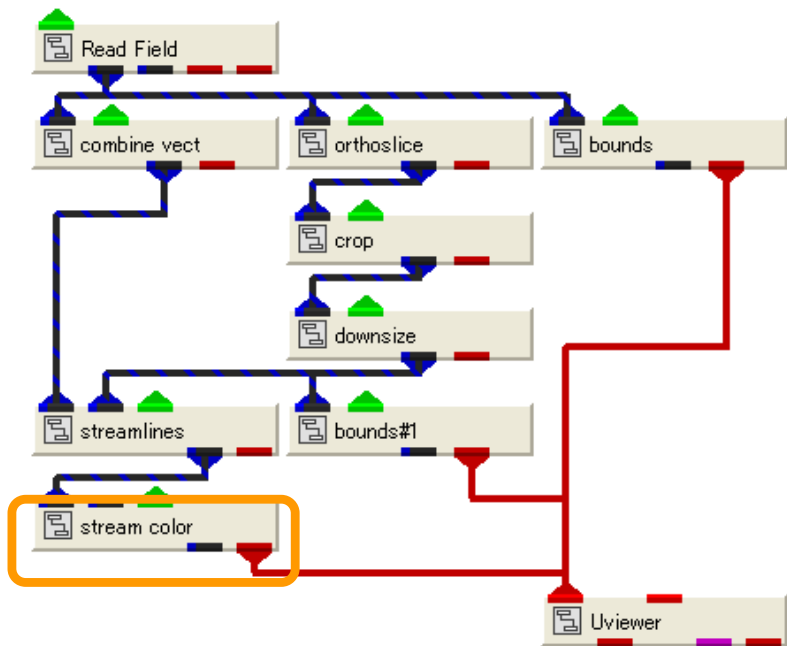 Read Field
combine vect
orthoslice
bounds
crop
downsize
streamlines
bounds#1
stream color
Uviewer